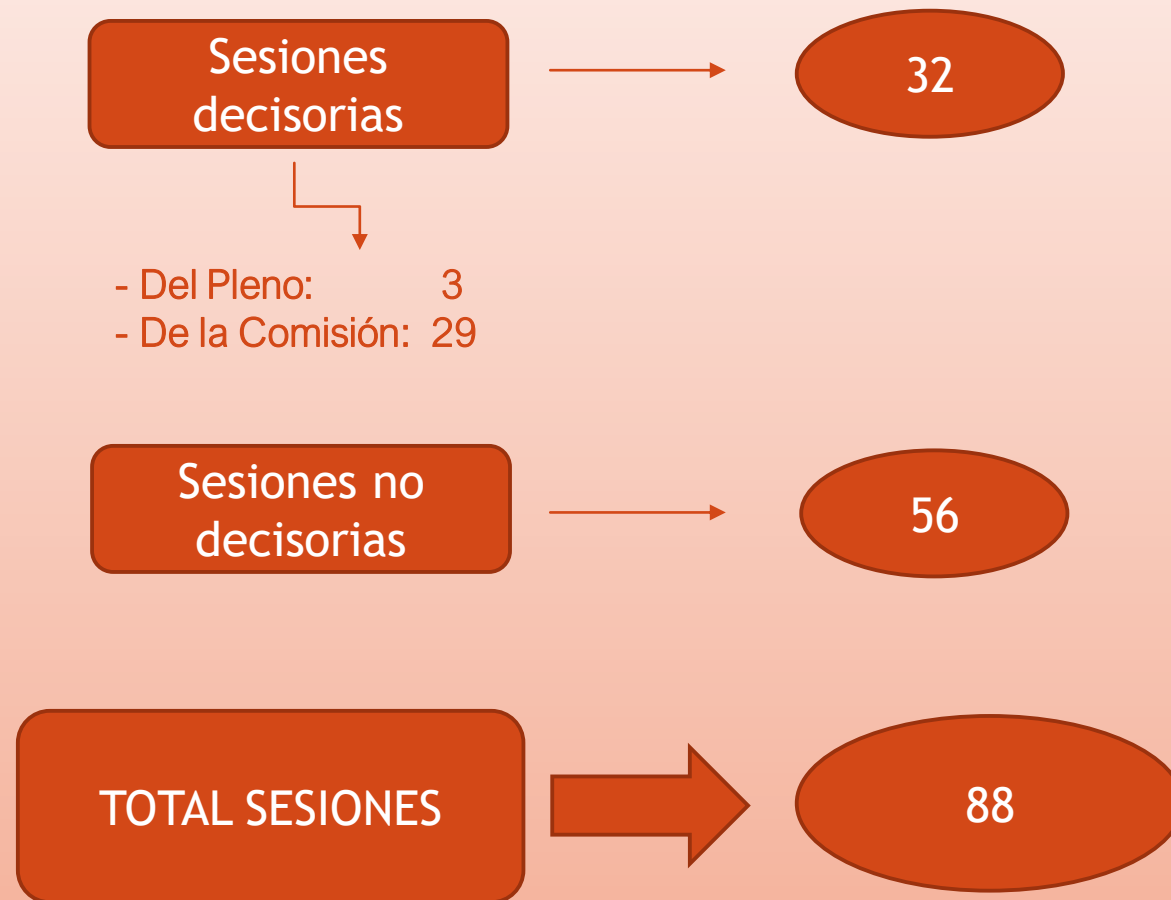 Sesiones
decisorias
32
- Del Pleno: 3
- De la Comisión: 29
Sesiones no
decisorias
56
TOTAL SESIONES
88